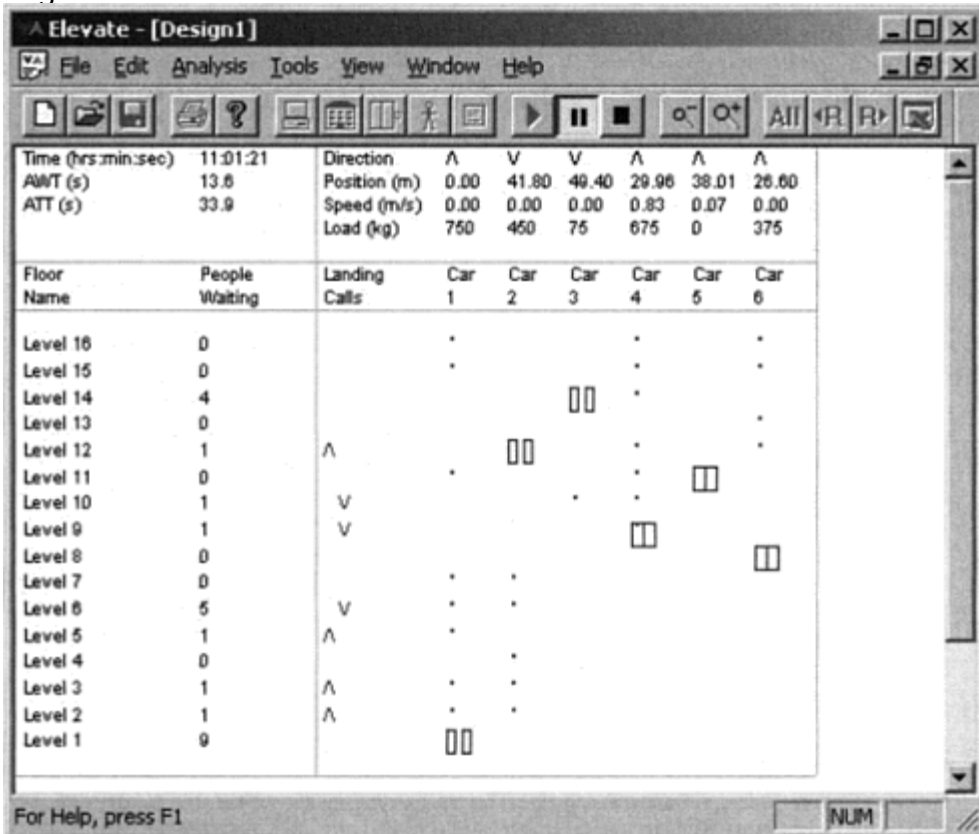 Elevate - [Design1]
File Edit Analysis Tools View Window Help
All R R
Time (hrs:min:sec) 11:01:21 Direction Λ V V Λ Λ Λ
AWT (s) 13.6 Position (m) 0.00 41.80 49.40 29.96 38.01 26.60
ATT (s) 33.9 Speed (m/s) 0.00 0.00 0.00 0.83 0.07 0.00
Load (kg) 750 450 75 675 0 375
Floor People Landing Car Car Car Car Car Car
Name Waiting Calls 1 2 3 4 5 6
Level 16 0
Level 15 0
Level 14 4
Level 13 0
Level 12 1 Λ
Level 11 0
Level 10 1 V
Level 9 1 V
Level 8 0
Level 7 0
Level 6 5 V
Level 5 1 Λ
Level 4 0
Level 3 1 Λ
Level 2 1 Λ
Level 1 9
For Help, press F1 NUM